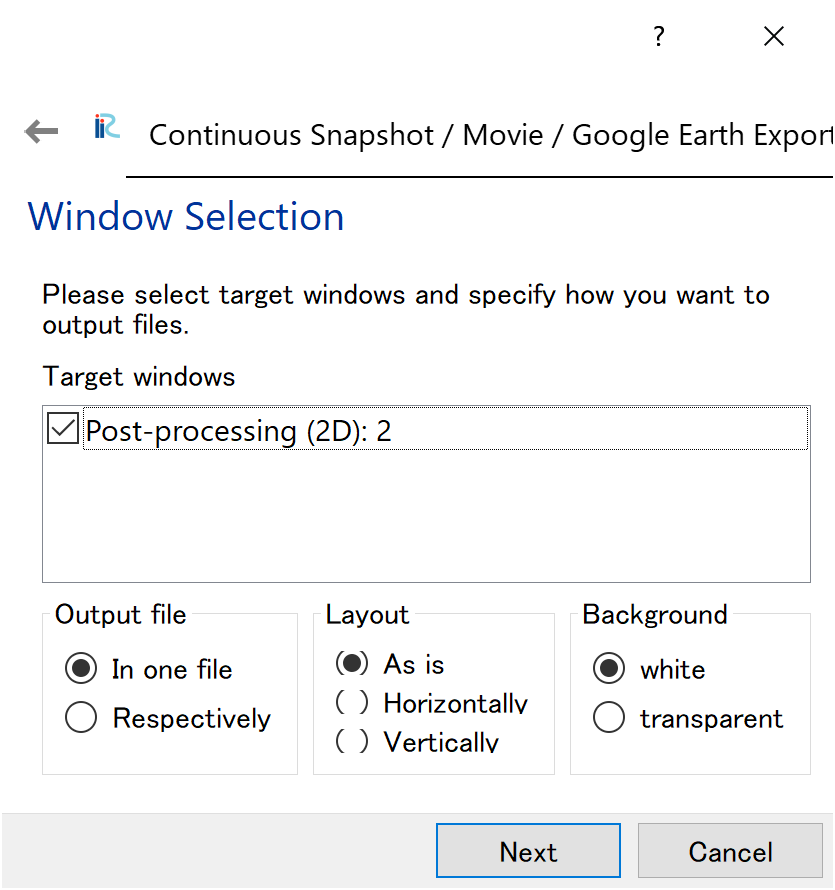 ?
iRiC
Continuous Snapshot / Movie / Google Earth Export
Window Selection
Please select target windows and specify how you want to
output files.
Target windows
Post-processing (2D): 2
Output file
In one file
Respectively
Layout
As is
Horizontally
Vertically
Background
white
transparent
Next
Cancel